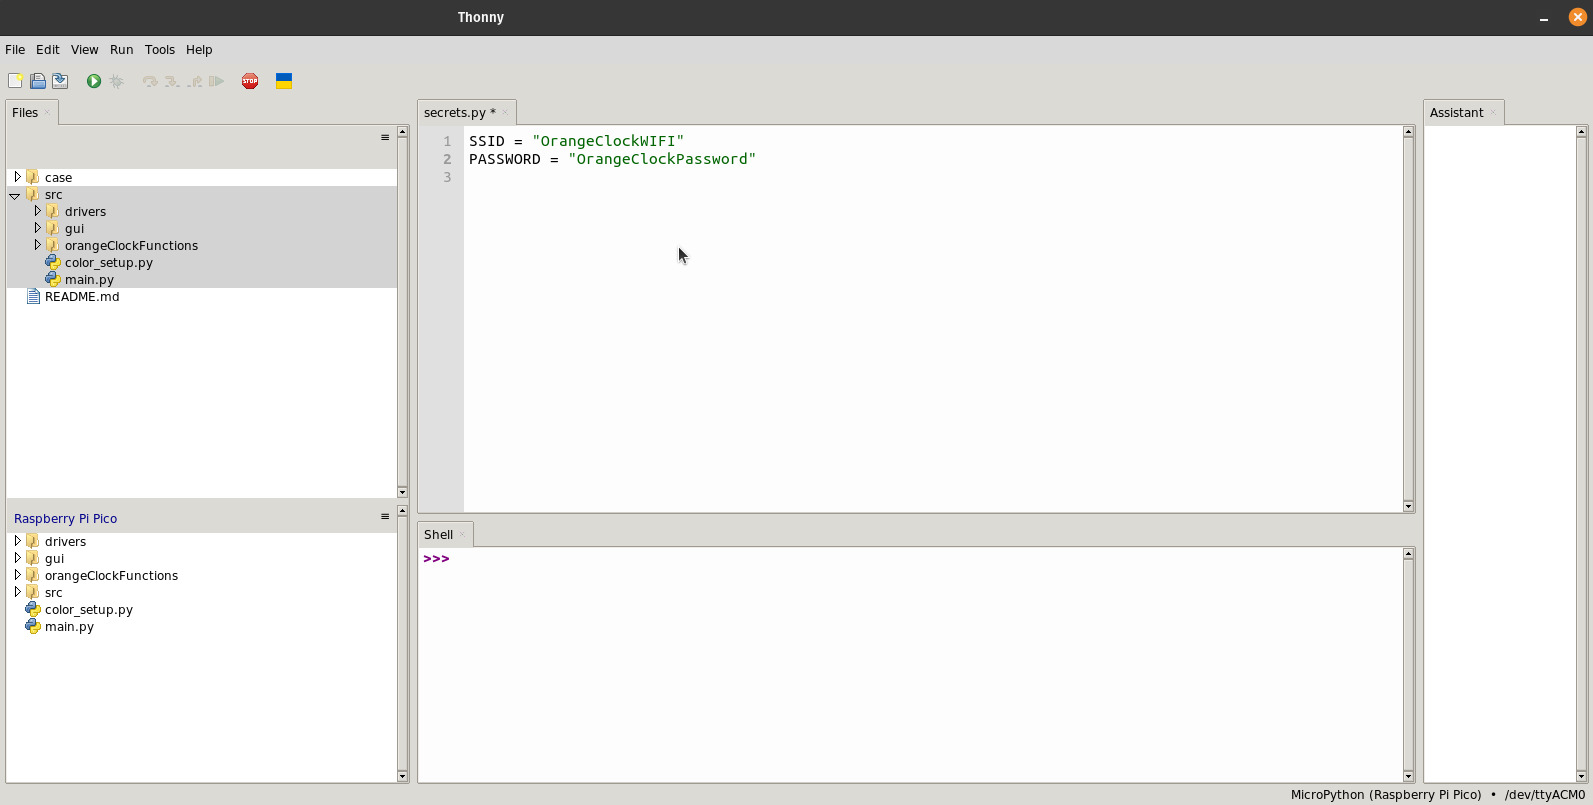 Thonny
File Edit View Run Tools Help
STOP
Files
case
src
drivers
gui
orangeClockFunctions
color_setup.py
main.py
README.md
Raspberry Pi Pico
drivers
gui
orangeClockFunctions
src
color_setup.py
main.py
secrets.py *
1 SSID = "OrangeClockWIFI"
2 PASSWORD = "OrangeClockPassword"
3
Shell
>>>
Assistant
MicroPython (Raspberry Pi Pico) • /dev/ttyACM0